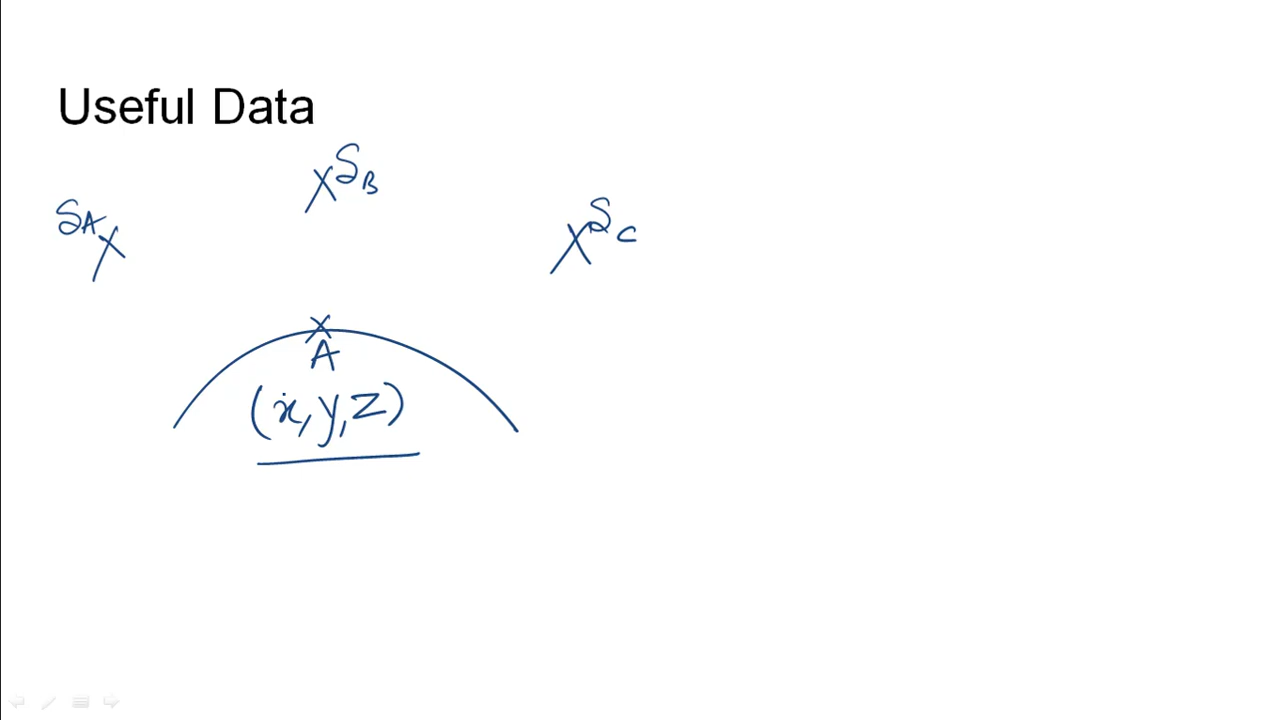 Useful Data
S_B
S_A
S_C
A
(x,y,z)